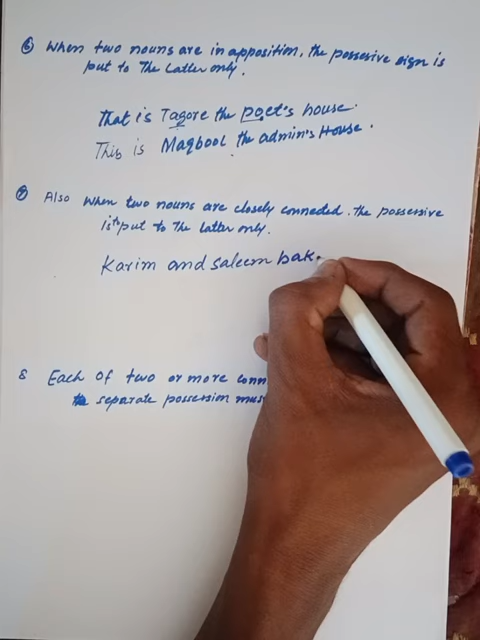 ⑥ When two nouns are in apposition, the possesive sign is
put to The Latter only.
That is Tagore the poet's house.
This is Maqbool the admin's House.
⑦ Also When two nouns are closely connected. the possessive
is put to The Latter only.
Karim and saleem bak
8 Each of two or more conn
separate possession mus